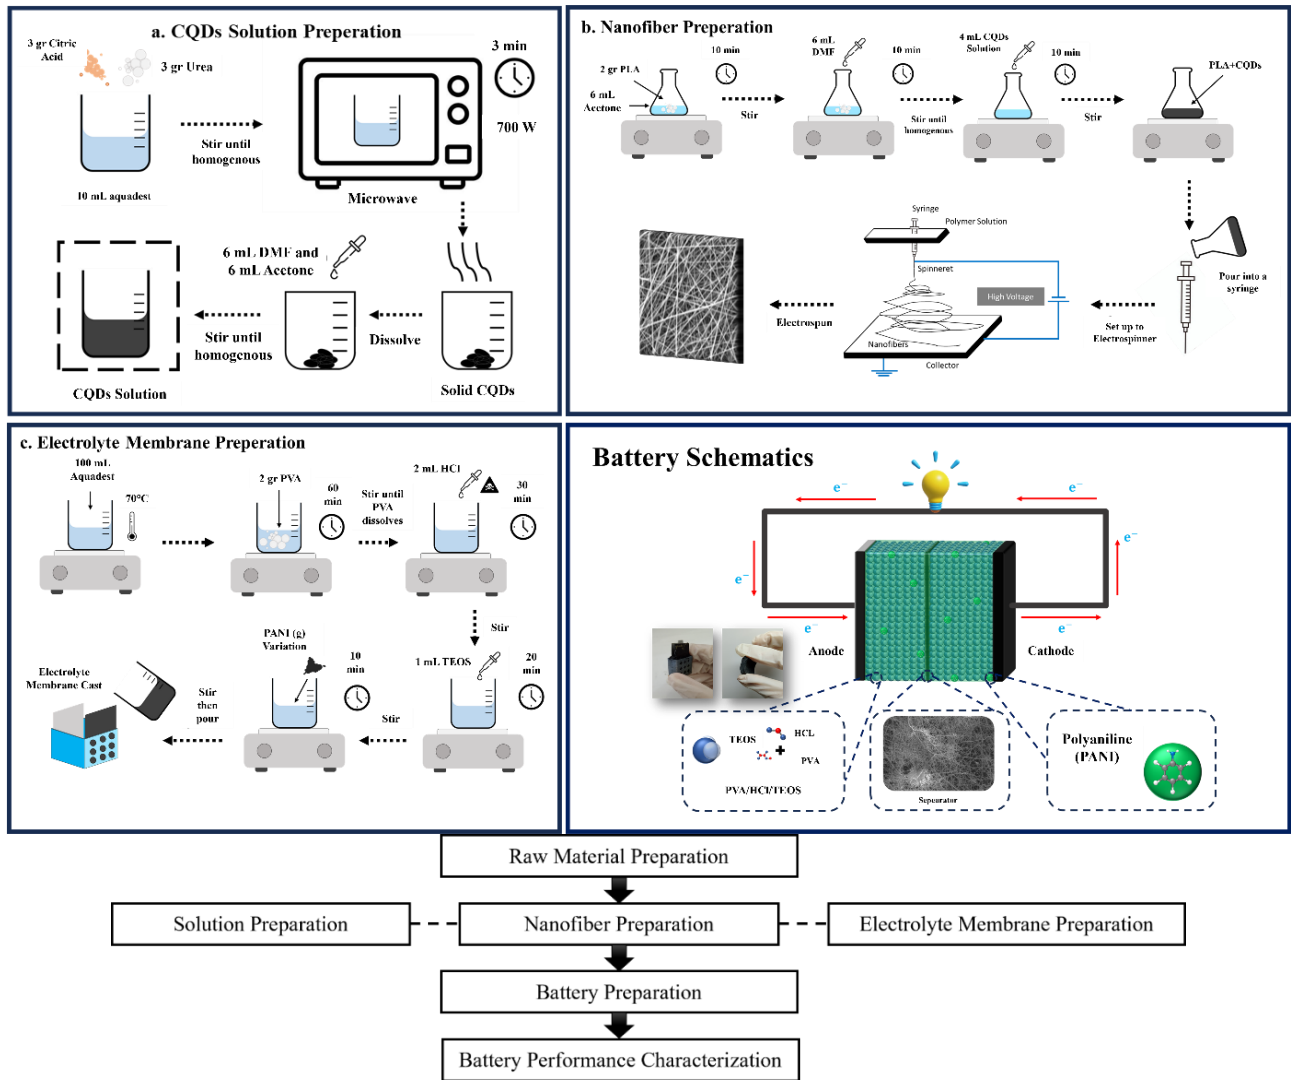 a. CQDs Solution Preperation
3 gr Citric
Acid
3 gr Urea
10 mL aquadest
Stir until
homogenous
3 min
700 W
Microwave
6 mL DMF and
6 mL Acetone
Stir until
homogenous
Dissolve
CQDs Solution
Solid CQDs
b. Nanofiber Preperation
2 gr PLA
6 mL
Acetone
10 min
Stir
6 mL
DMF
10 min
Stir until
homogenous
4 mL CQDs
Solution
10 min
Stir
PLA+CQDs
Pour into a
syringe
Set up to
Electrospinner
Syringe
Polymer Solution
Spinneret
High Voltage
Nanofibers
Collector
Electrospun
c. Electrolyte Membrane Preperation
100 mL
Aquadest
70°C
2 gr PVA
60
min
Stir until
PVA
dissolves
2 mL HCl
30
min
Stir
1 mL TEOS
20
min
Stir
PANI (g)
Variation
10
min
Stir
then
pour
Electrolyte
Membrane Cast
Battery Schematics
e⁻
e⁻
e⁻
e⁻
e⁻
e⁻
Anode
Cathode
TEOS
HCL
+
PVA
PVA/HCl/TEOS
Sepeurator
Polyaniline
(PANI)
Raw Material Preparation
Solution Preparation
Nanofiber Preparation
Electrolyte Membrane Preparation
Battery Preparation
Battery Performance Characterization